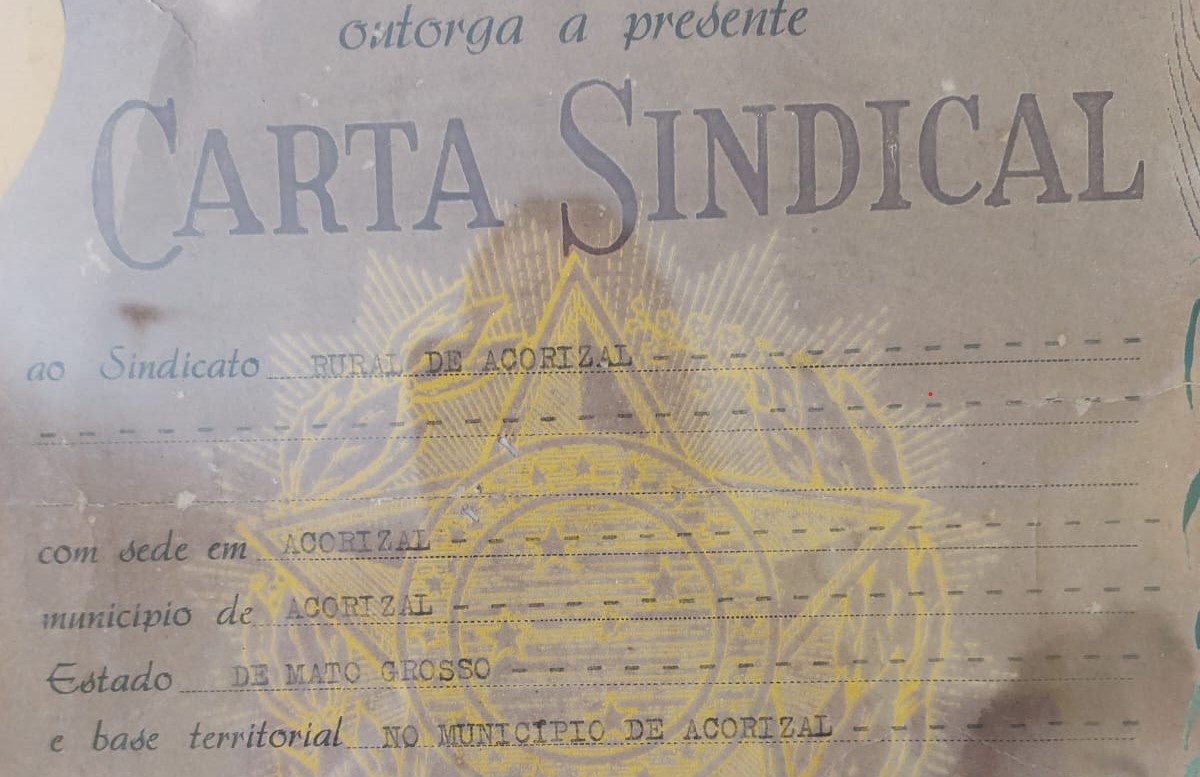 outorga a presente
CARTA SINDICAL
ao Sindicato RURAL DE ACORIZAL - - - - - - - - - - - - - - - -
- - - - - - - - - - - - - - - - - - - - - - - - - - - - -
com sede em ACORIZAL - - - - - - - - - - - - - - - - - - -
município de ACORIZAL - - - - - - - - - - - - - - - - - - -
Estado DE MATO GROSSO - - - - - - - - - - - - - - - - -
e base territorial NO MUNICÍPIO DE ACORIZAL - - - - - - - -